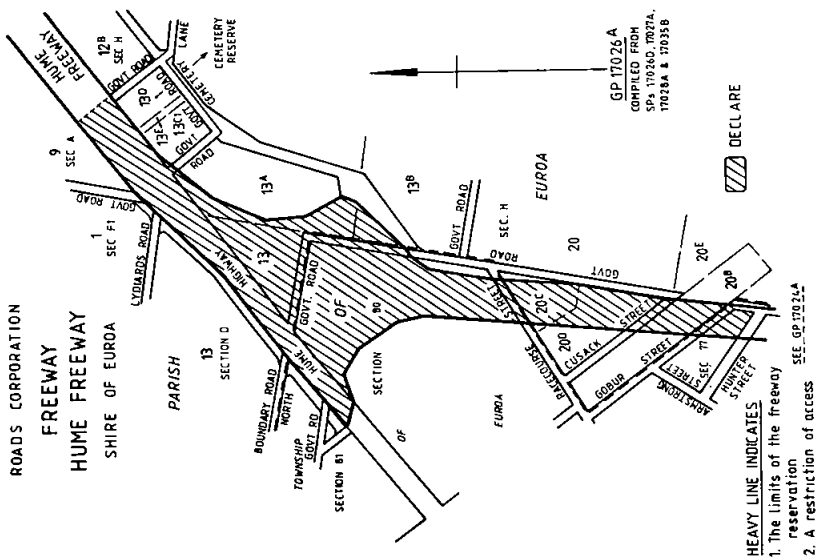 ROADS CORPORATION
FREEWAY
HUME FREEWAY
SHIRE OF EUROA
PARISH
OF
EUROA
HUME
FREEWAY
12B
SEC H
GOVT ROAD
LANE
CEMETERY
RESERVE
CEMETERY
13D
13E
13C
GOVT ROAD
GOVT
ROAD
9
SEC A
GOVT ROAD
1
SEC F1
LYDIARDS ROAD
HIGHWAY
HUME
13
SECTION D
13
13A
13B
GOVT. ROAD
GOVT ROAD
SEC. H
20
EUROA
BOUNDARY ROAD
NORTH
TOWNSHIP
GOVT RD
SECTION B1
SECTION
80
OF
ROAD
GOVT
RACECOURSE
STREET
20C
20D
CUSACK
STREET
20E
20B
GOBUR
STREET
SEC 77
ARMSTRONG
STREET
HUNTER
STREET
SEE GP 17024A
GP 17026A
COMPILED FROM
SPs 17026D, 17027A,
17028A & 17035B
DECLARE
HEAVY LINE INDICATES
1. The limits of the freeway
reservation
2. A restriction of access